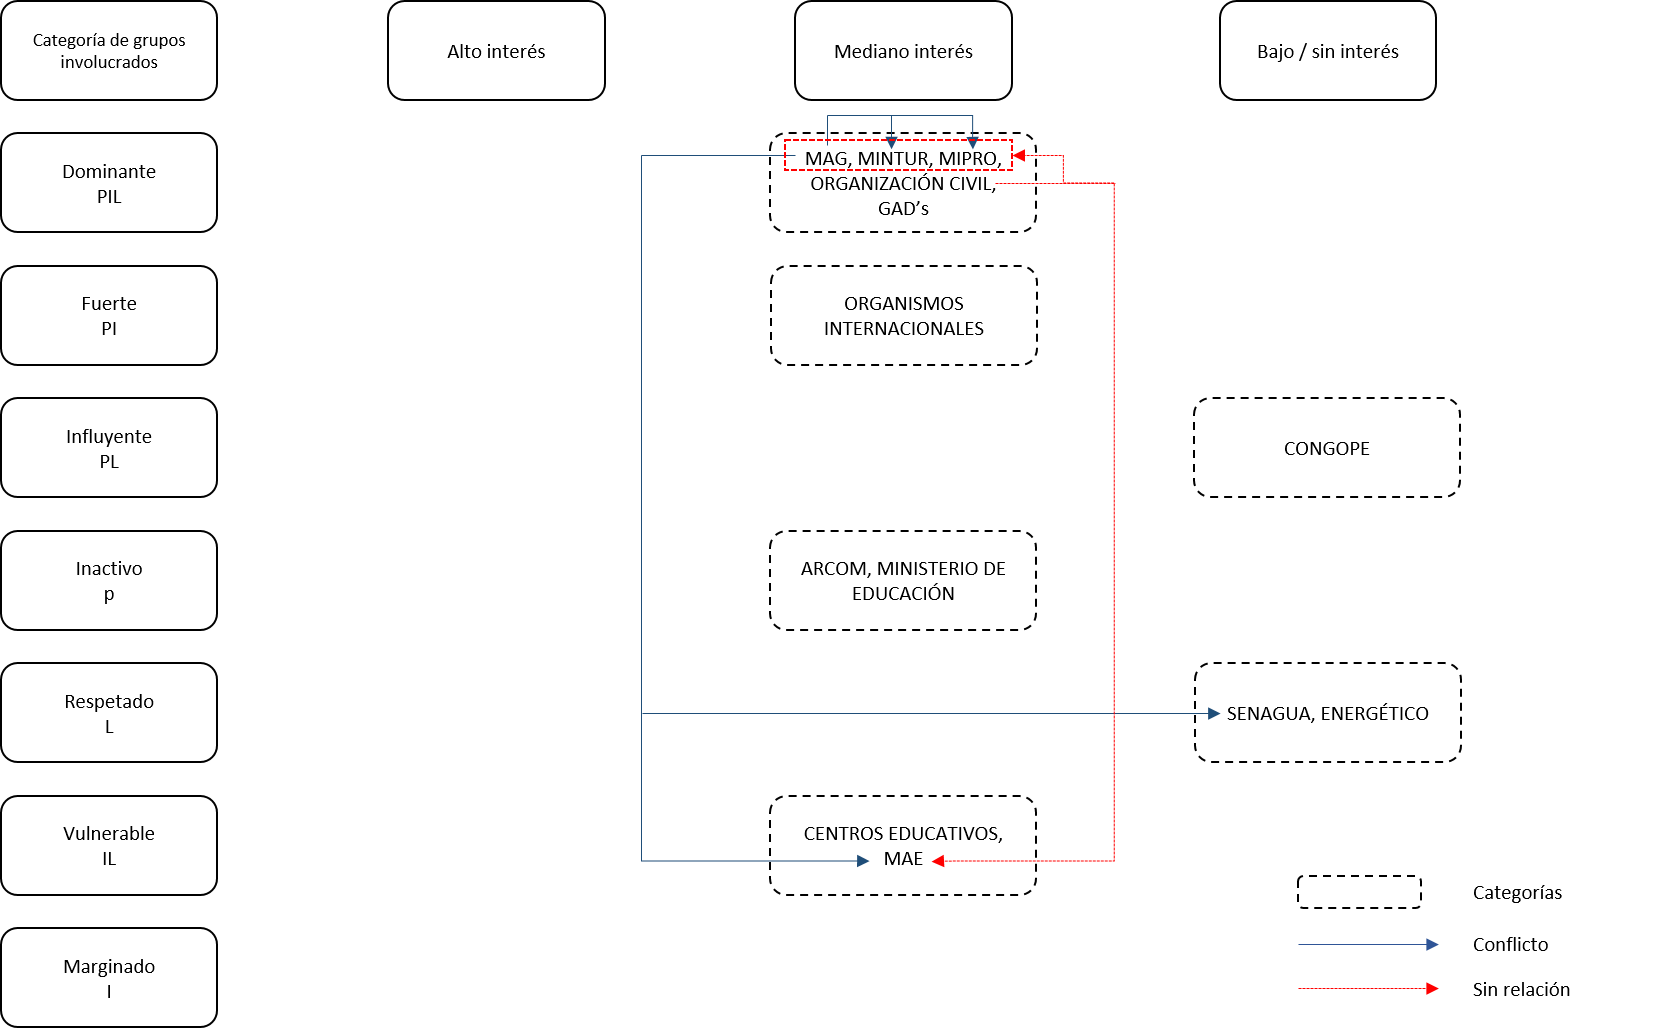 Categoría de grupos
involucrados
Alto interés
Mediano interés
Bajo / sin interés
Dominante
PIL
MAG, MINTUR, MIPRO,
ORGANIZACIÓN CIVIL,
GAD’s
Fuerte
PI
ORGANISMOS
INTERNACIONALES
Influyente
PL
CONGOPE
Inactivo
p
ARCOM, MINISTERIO DE
EDUCACIÓN
Respetado
L
SENAGUA, ENERGÉTICO
Vulnerable
IL
CENTROS EDUCATIVOS,
MAE
Marginado
I
Categorías
Conflicto
Sin relación